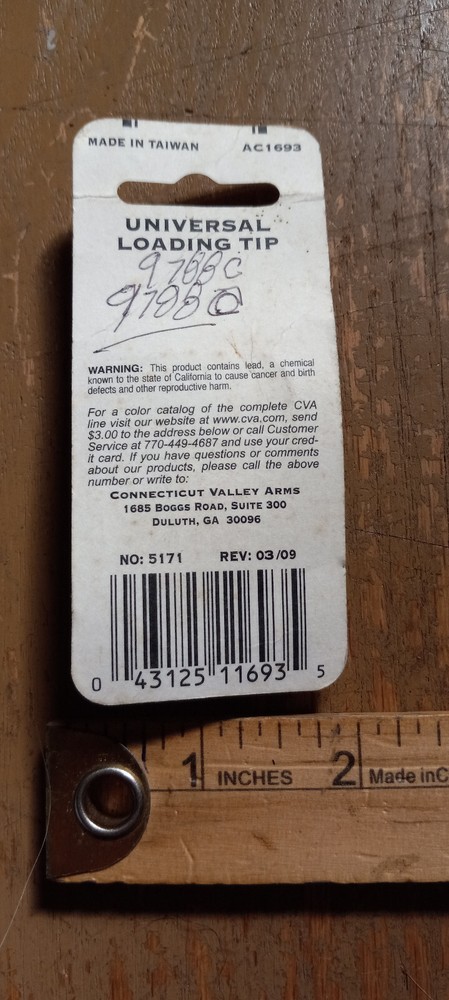 MADE IN TAIWAN AC1693
UNIVERSAL
LOADING TIP
9788C
9788C
WARNING: This product contains lead, a chemical
known to the state of California to cause cancer and birth
defects and other reproductive harm.
For a color catalog of the complete CVA
line visit our website at www.cva.com, send
$3.00 to the address below or call Customer
Service at 770-449-4687 and use your cred-
it card. If you have questions or comments
about our products, please call the above
number or write to:
CONNECTICUT VALLEY ARMS
1685 BOGGS ROAD, SUITE 300
DULUTH, GA 30096
NO: 5171 REV: 03/09
0 43125 11693 5
1 INCHES 2 Made in C